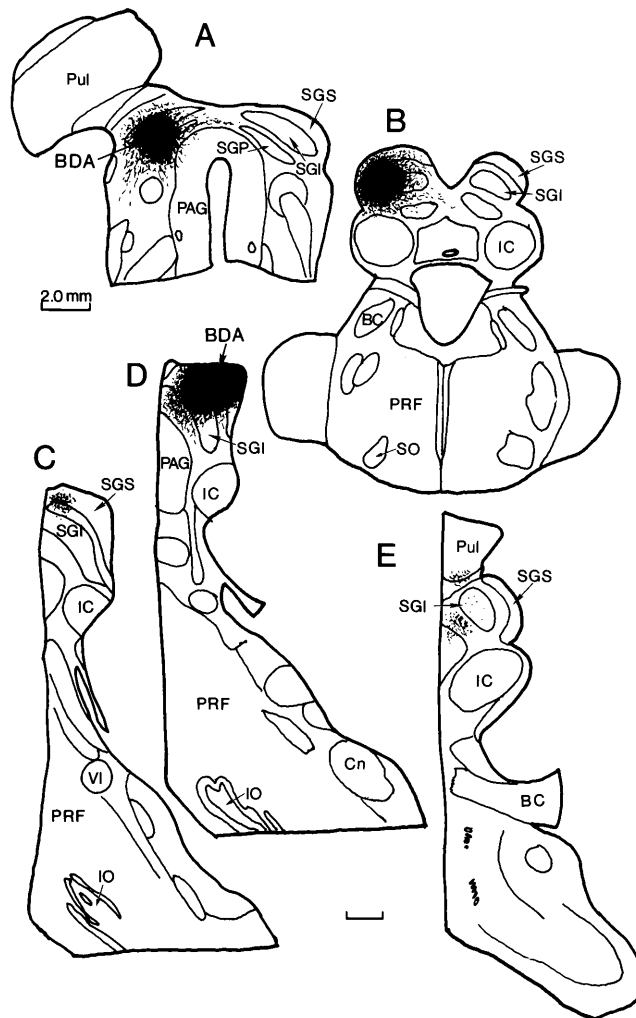 A
Pul
SGS
BDA
SGP
SGI
PAG
2.0 mm
B
SGS
SGI
IC
BC
PRF
SO
BDA
D
SGI
PAG
IC
PRF
Cn
IO
C
SGS
SGI
IC
VI
PRF
IO
E
Pul
SGS
SGI
IC
BC